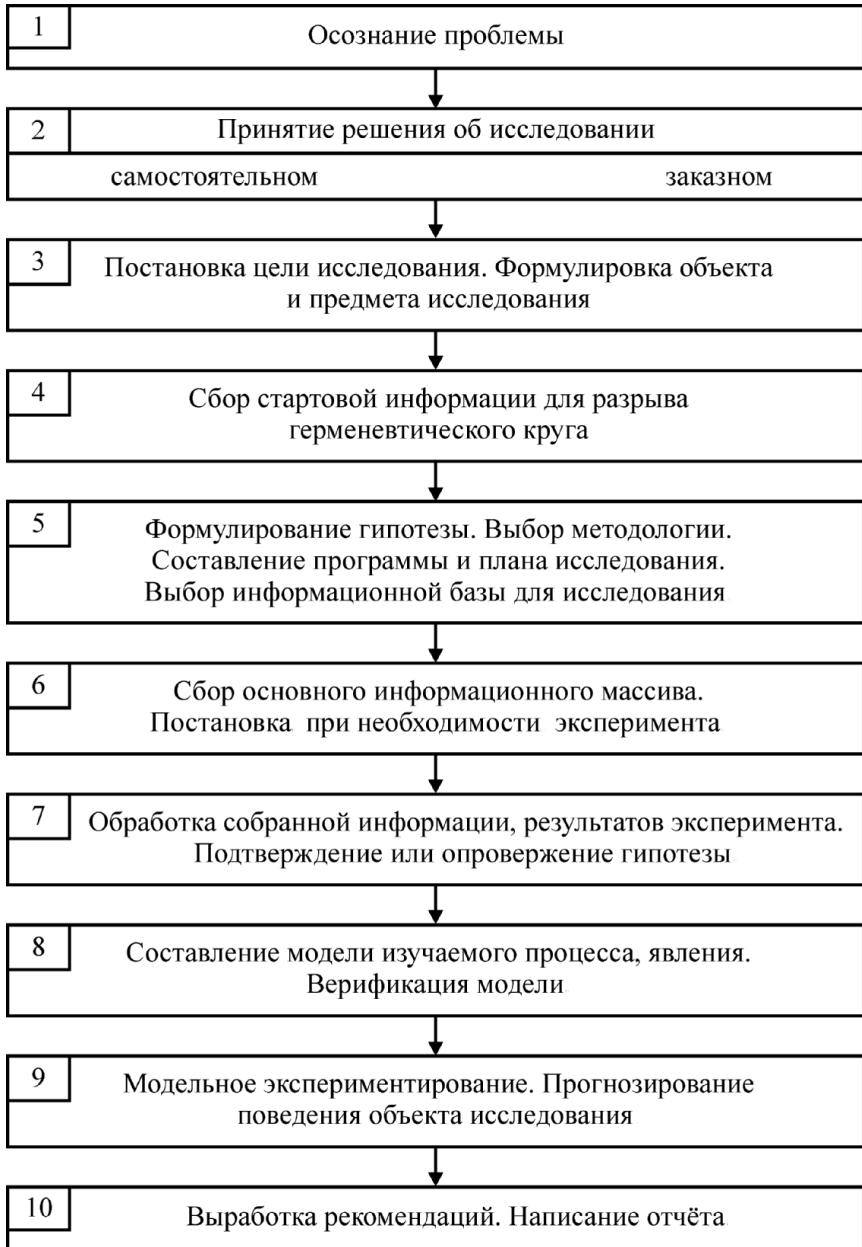 1
Осознание проблемы
2
Принятие решения об исследовании
самостоятельном заказном
3
Постановка цели исследования. Формулировка объекта
и предмета исследования
4
Сбор стартовой информации для разрыва
герменевтического круга
5
Формулирование гипотезы. Выбор методологии.
Составление программы и плана исследования.
Выбор информационной базы для исследования
6
Сбор основного информационного массива.
Постановка при необходимости эксперимента
7
Обработка собранной информации, результатов эксперимента.
Подтверждение или опровержение гипотезы
8
Составление модели изучаемого процесса, явления.
Верификация модели
9
Модельное экспериментирование. Прогнозирование
поведения объекта исследования
10
Выработка рекомендаций. Написание отчёта